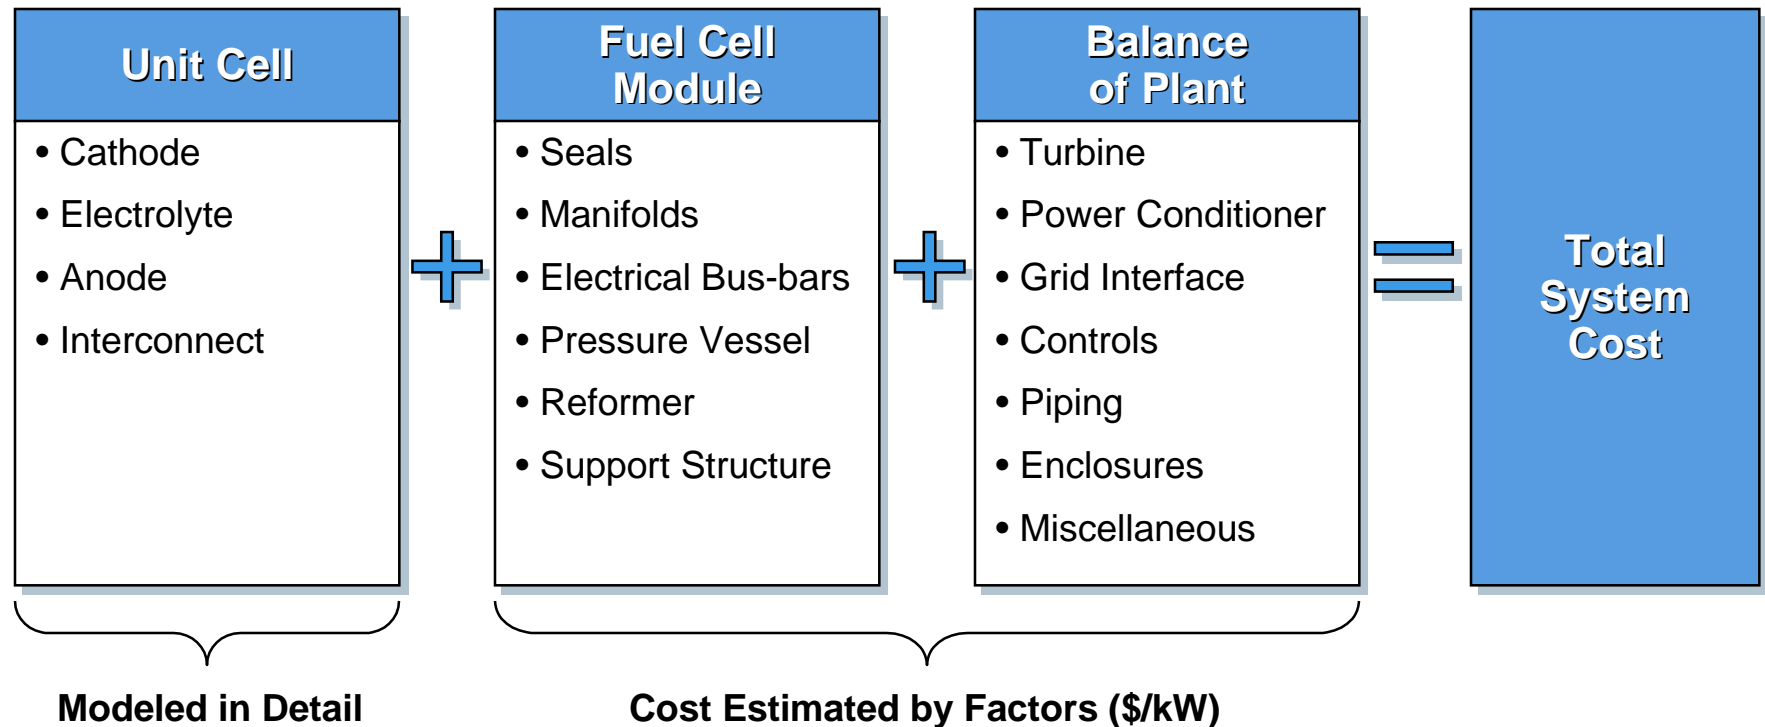 Unit Cell
• Cathode
• Electrolyte
• Anode
• Interconnect
Fuel Cell
Module
• Seals
• Manifolds
• Electrical Bus-bars
• Pressure Vessel
• Reformer
• Support Structure
Balance
of Plant
• Turbine
• Power Conditioner
• Grid Interface
• Controls
• Piping
• Enclosures
• Miscellaneous
Total
System
Cost
Modeled in Detail
Cost Estimated by Factors ($/kW)